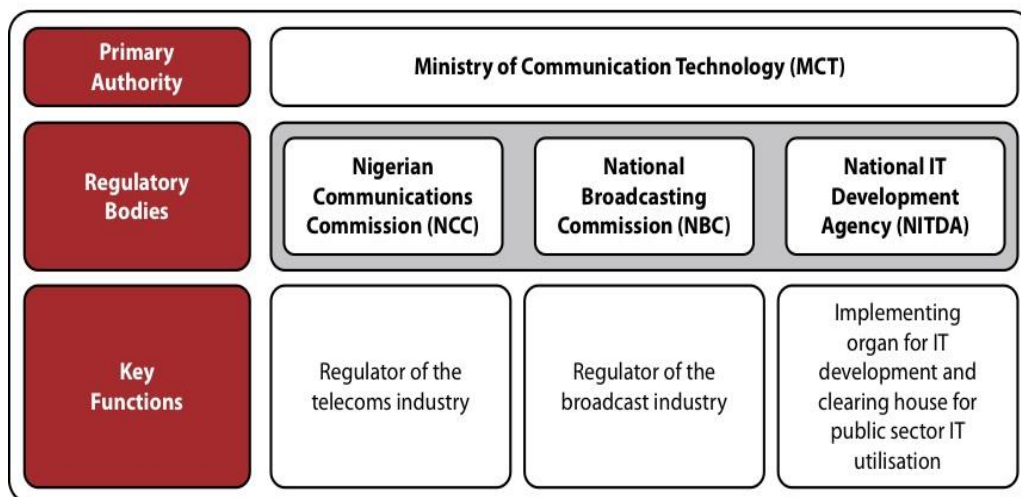 Primary
Authority
Ministry of Communication Technology (MCT)
Regulatory
Bodies
Nigerian
Communications
Commission (NCC)
National
Broadcasting
Commission (NBC)
National IT
Development
Agency (NITDA)
Key
Functions
Regulator of the
telecoms industry
Regulator of the
broadcast industry
Implementing
organ for IT
development and
clearing house for
public sector IT
utilisation